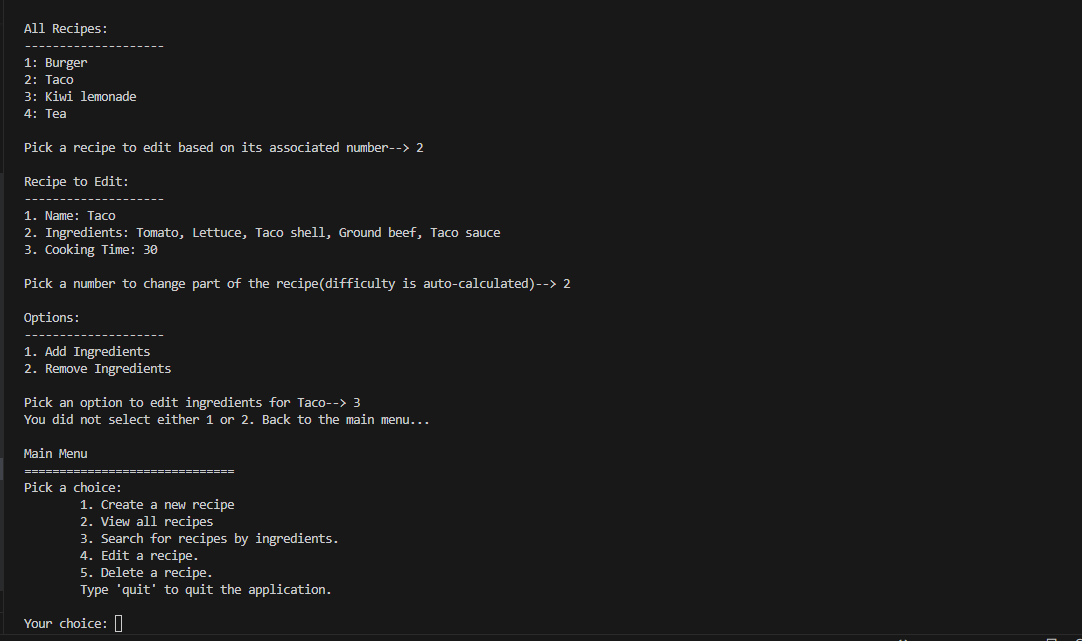 All Recipes:
--------------------
1: Burger
2: Taco
3: Kiwi lemonade
4: Tea
Pick a recipe to edit based on its associated number--> 2
Recipe to Edit:
--------------------
1. Name: Taco
2. Ingredients: Tomato, Lettuce, Taco shell, Ground beef, Taco sauce
3. Cooking Time: 30
Pick a number to change part of the recipe(difficulty is auto-calculated)--> 2
Options:
--------------------
1. Add Ingredients
2. Remove Ingredients
Pick an option to edit ingredients for Taco--> 3
You did not select either 1 or 2. Back to the main menu...
Main Menu
==============================
Pick a choice:
1. Create a new recipe
2. View all recipes
3. Search for recipes by ingredients.
4. Edit a recipe.
5. Delete a recipe.
Type 'quit' to quit the application.
Your choice: